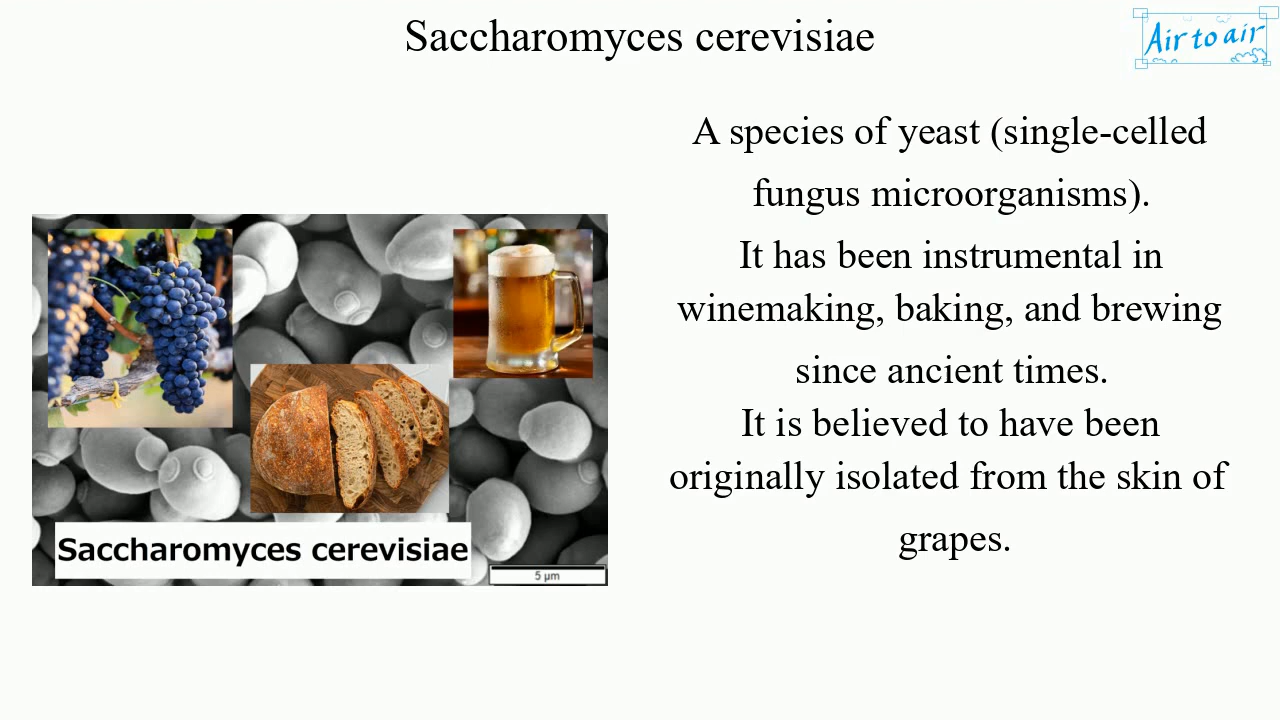 Saccharomyces cerevisiae
Air to air
A species of yeast (single-celled
fungus microorganisms).
It has been instrumental in
winemaking, baking, and brewing
since ancient times.
It is believed to have been
originally isolated from the skin of
grapes.
Saccharomyces cerevisiae
5 µm